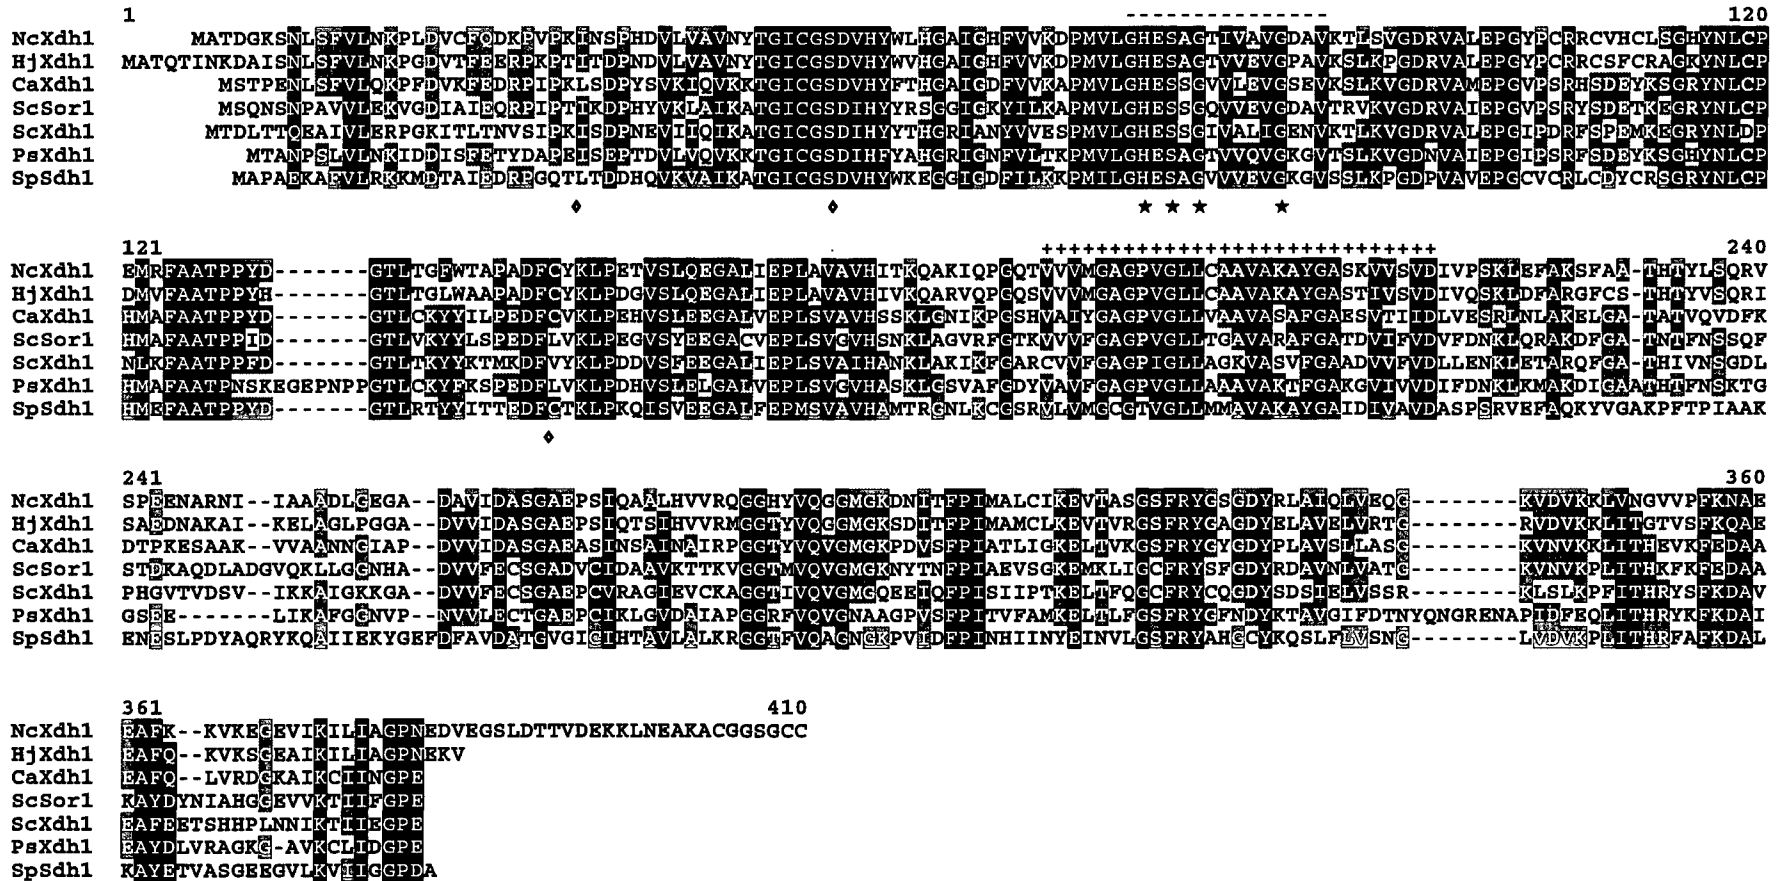 1 ---------------- 120
NcXdh1 MATDGKSNLSFVLNKPLDVCFQDKPVPKINSPHDVLVAVNYTGICGSDVHYWLHGAIGHFVVKDPMVLGHESAGTIVAVGDAVKTLSVGDRVALEPGYPCRRCVHCLSGHYNLCP
HjXdh1 MATQTINKDAISNLSFVLNKPGDVTFEERPKPTITDPNDVLVAVNYTGICGSDVHYWVHGAIGHFVVKDPMVLGHESAGTVVEVGPAVKSLKPGDRVALEPGYPCRRCSFCRAGKYNLCP
CaXdh1 MSTPENLSFVLQKPFDVKFEDRPIPKLSDPYSVKIQVKKTGICGSDVHYFTHGAIGDFVVKAPMVLGHESSGVVLEVGSEVKSLKVGDRVAMEPGVPSRHSDEYKSGRYNLCP
ScSor1 MSQNSNPAVVLEKVGDIAIEQRPIPTIKDPHYVKLAIKATGICGSDIHYYRSGGIGKYILKAPMVLGHESSGQVVEVGDAVTRVKVGDRVAIEPGVPSRYSDETKEGRYNLCP
ScXdh1 MTDLTTQEAIVLERPGKITLTNVSIPKISDPNEVIIQIKATGICGSDIHYYTHGRIANYVVESPMVLGHESSGIVALIGENVKTLKVGDRVALEPGIPDRFSPEMKEGRYNLDP
PsXdh1 MTANPSLVLNKIDDISFETYDAPEISEPTDVLVQVKKTGICGSDIHFYAHGRIGNFVLTKPMVLGHESAGTVVQVGKGVTSLKVGDNVAIEPGIPSRFSDEYKSGHYNLCP
SpSdh1 MAPAEKAFVLRKKMDTAIEDRPGQTLTDDHQVKVAIKATGICGSDVHYWKEGGIGDFILKKPMILGHESAGVVVEVGKGVSSLKPGDPVAVEPGCVCRLCDYCRSGRYNLCP
◊ ◊ ★ ★ ★ ★
121 +++++++++++++++++++++++++++++ 240
NcXdh1 EMRFAATPPYD-------GTLTGFWTAPADFCYKLPETVSLQEGALIEPLAVAVHITKQAKIQPGQTVVVMGAGPVGLLCAAVAKAYGASKVVSVDIVPSKLEFAKSFAA-THTYLSQRV
HjXdh1 DMVFAATPPYH-------GTLTGLWAAPADFCYKLPDGVSLQEGALIEPLAVAVHIVKQARVQPGQSVVVMGAGPVGLLCAAVAKAYGASTIVSVDIVQSKLDFARGFCS-THTYVSQRI
CaXdh1 HMAFAATPPYD-------GTLCKYYILPEDFCVKLPEHVSLEEGALVEPLSVAVHSSKLGNIKPGSHVAIYGAGPVGLLVAAVASAFGAESVTIIDLVESRLNLAKELGA-TATVQVDFK
ScSor1 HMAFAATPPID-------GTLVKYYLSPEDFLVKLPEGVSYEEGACVEPLSVGVHSNKLAGVRFGTKVVVFGAGPVGLLTGAVARAFGATDVIFVDVFDNKLQRAKDFGA-TNTFNSSQF
ScXdh1 NLKFAATPPFD-------GTLTKYYKTMKDFVYKLPDDVSFEEGALIEPLSVAIHANKLAKIKFGARCVVFGAGPIGLLAGKVASVFGAADVVFVDLLENKLETARQFGA-THIVNSGDL
PsXdh1 HMAFAATPNSKEGEPNPPGTLCKYFKSPEDFLVKLPDHVSLELGALVEPLSVGVHASKLGSVAFGDYVAVFGAGPVGLLAAAVAKTFGAKGVIVVDIFDNKLKMAKDIGAATHTFNSKTG
SpSdh1 HMEFAATPPYD-------GTLRTYYITTEDFCTKLPKQISVEEGALFEPMSVAVHAMTRGNLKCGSRVLVMGCGTVGLLMMAVAKAYGAIDIVAVDASPSRVEFAQKYVGAKPFTPIAAK
◊
241 360
NcXdh1 SPEENARNI--IAAADLGEGA--DAVIDASGAEPSIQAALHVVRQGGHYVQGGMGKDNITFPIMALCIKEVTASGSFRYGSGDYRLAIQLVEQG--------KVDVKKLVNGVVPFKNAE
HjXdh1 SAEDNAKAI--KELAGLPGGA--DVVIDASGAEPSIQTSIHVVRMGGTYVQGGMGKSDITFPIMAMCLKEVTVRGSFRYGAGDYELAVELVRTG--------RVDVKKLITGTVSFKQAE
CaXdh1 DTPKESAAK--VVAANNGIAP--DVVIDASGAEASINSAINAIRPGGTYVQVGMGKPDVSFPIATLIGKELTVKGSFRYGYGDYPLAVSLLASG--------KVNVKKLITHEVKFEDAA
ScSor1 STDKAQDLADGVQKLLGGNHA--DVVFECSGADVCIDAAVKTTKVGGTMVQVGMGKNYTNFPIAEVSGKEMKLIGCFRYSFGDYRDAVNLVATG--------KVNVKPLITHKFKFEDAA
ScXdh1 PHGVTVDSV--IKKAIGKKGA--DVVFECSGAEPCVRAGIEVCKAGGTIVQVGMGQEEIQFPISIIPTKELTFQGCFRYCQGDYSDSIELVSSR--------KLSLKPFITHRYSFKDAV
PsXdh1 GSEE-----LIKAFGGNVP--NVVLECTGAEPCIKLGVDAIAPGGRFVQVGNAAGPVSFPITVFAMKELTLFGSFRYGFNDYKTAVGIFDTNYQNGRENAPIDFEQLITHRYKFKDAI
SpSdh1 ENESLPDYAQRYKQAIIEKYGEFDFAVDATGVGICIHTAVLALKRGGTFVQAGNGKPVIDFPINHIINYEINVLGSFRYAHGCYKQSLFLVSNG--------LVDVKPLITHRFAFKDAL
361 410
NcXdh1 EAFK--KVKEGEVIKILIAGPNEDVEGSLDTTVDEKKLNEAKACGGSGCC
HjXdh1 EAFQ--KVKSGEAIKILIAGPNEKV
CaXdh1 EAFQ--LVRDGKAIKCIINGPE
ScSor1 KAYDYNIAHGGEVVKTIIFGPE
ScXdh1 EAFEETSHHPLNNIKTIIEGPE
PsXdh1 EAYDLVRAGKG-AVKCLIDGPE
SpSdh1 KAYETVASGEEGVLKVIIGGPDA